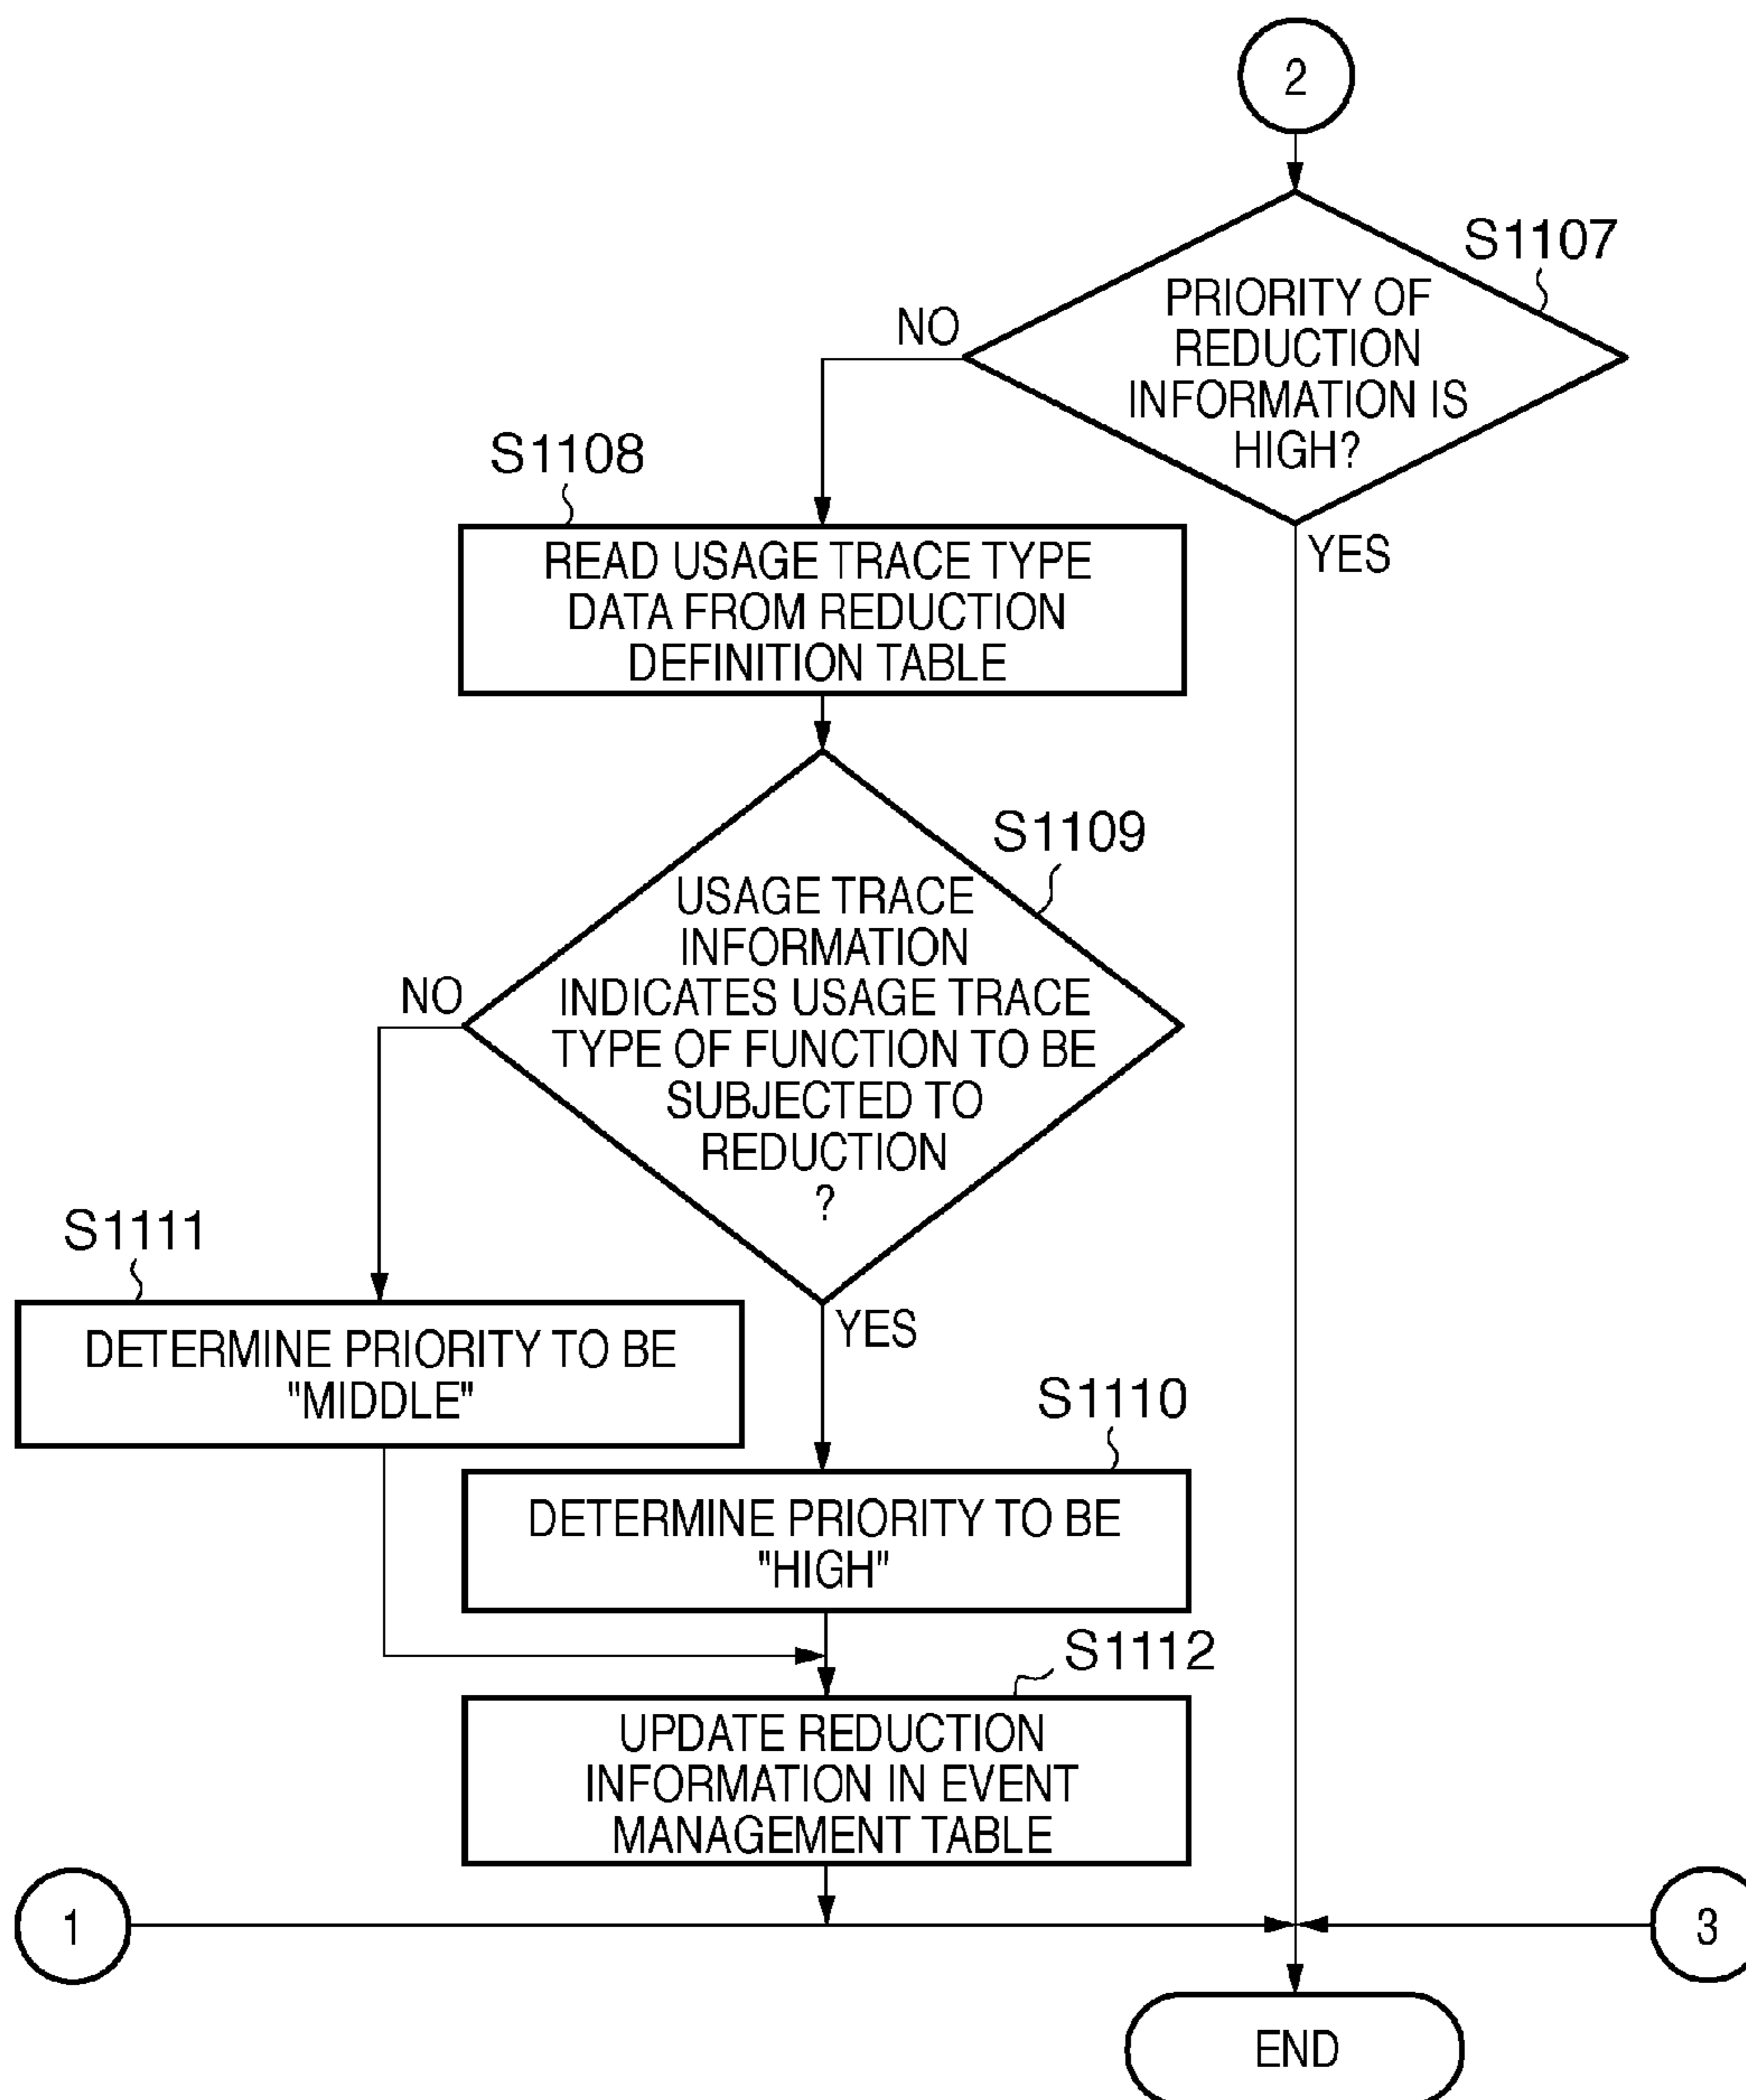 2
S1107
PRIORITY OF
REDUCTION
INFORMATION IS
HIGH?
NO
YES
S1108
READ USAGE TRACE TYPE
DATA FROM REDUCTION
DEFINITION TABLE
S1109
USAGE TRACE
INFORMATION
INDICATES USAGE TRACE
TYPE OF FUNCTION TO BE
SUBJECTED TO
REDUCTION
?
NO
YES
S1111
DETERMINE PRIORITY TO BE
"MIDDLE"
S1110
DETERMINE PRIORITY TO BE
"HIGH"
S1112
UPDATE REDUCTION
INFORMATION IN EVENT
MANAGEMENT TABLE
1
3
END